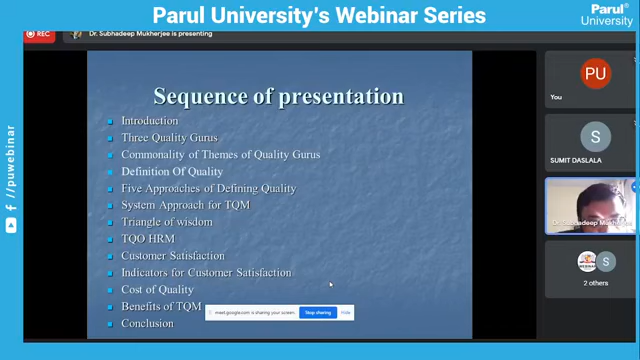 Parul University's Webinar Series
Parul®
University
REC
Dr. Subhadeep Mukherjee is presenting
Sequence of presentation
Introduction
Three Quality Gurus
Commonality of Themes of Quality Gurus
Definition Of Quality
Five Approaches of Defining Quality
System Approach for TQM
Triangle of wisdom
TQO HRM
Customer Satisfaction
Indicators for Customer Satisfaction
Cost of Quality
Benefits of TQM
Conclusion
meet.google.com is sharing your screen.
Stop sharing
Hide
PU
You
S
SUMIT DASLALA
Dr. Subhadeep Mukherjee
S
2 others
/puwebinar